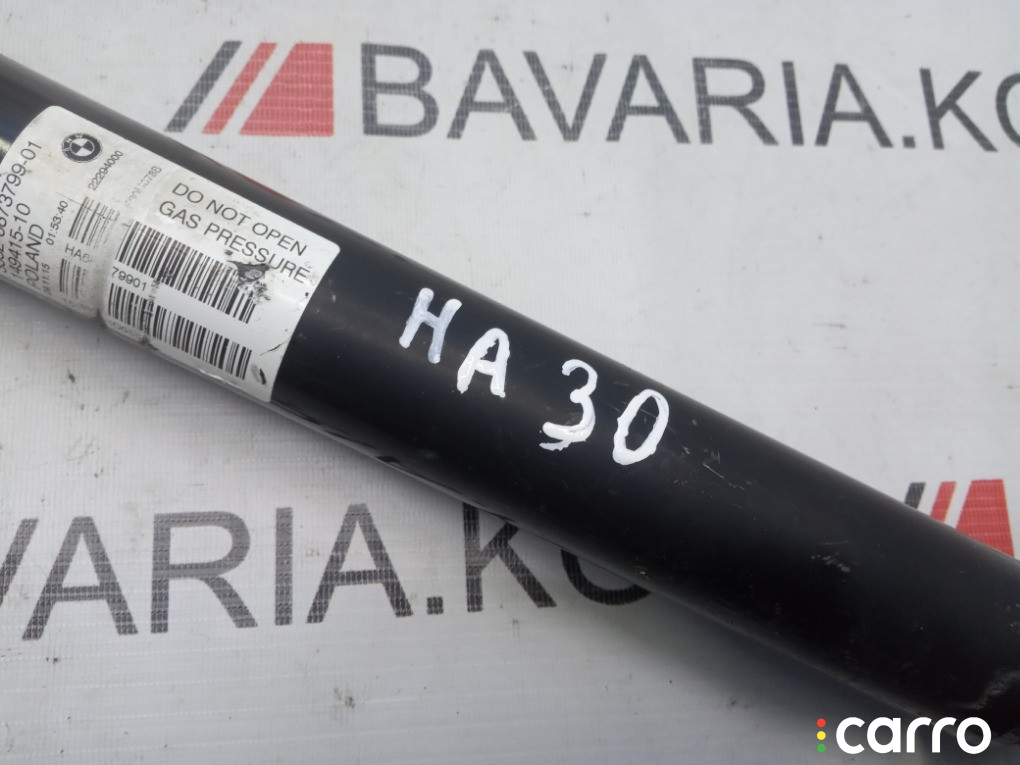 BAVARIA.KO
6873799-01
149415-10
POLAND
01:53:40
22294000
79901
DO NOT OPEN
GAS PRESSURE
HA 30
VARIA.KO
carro